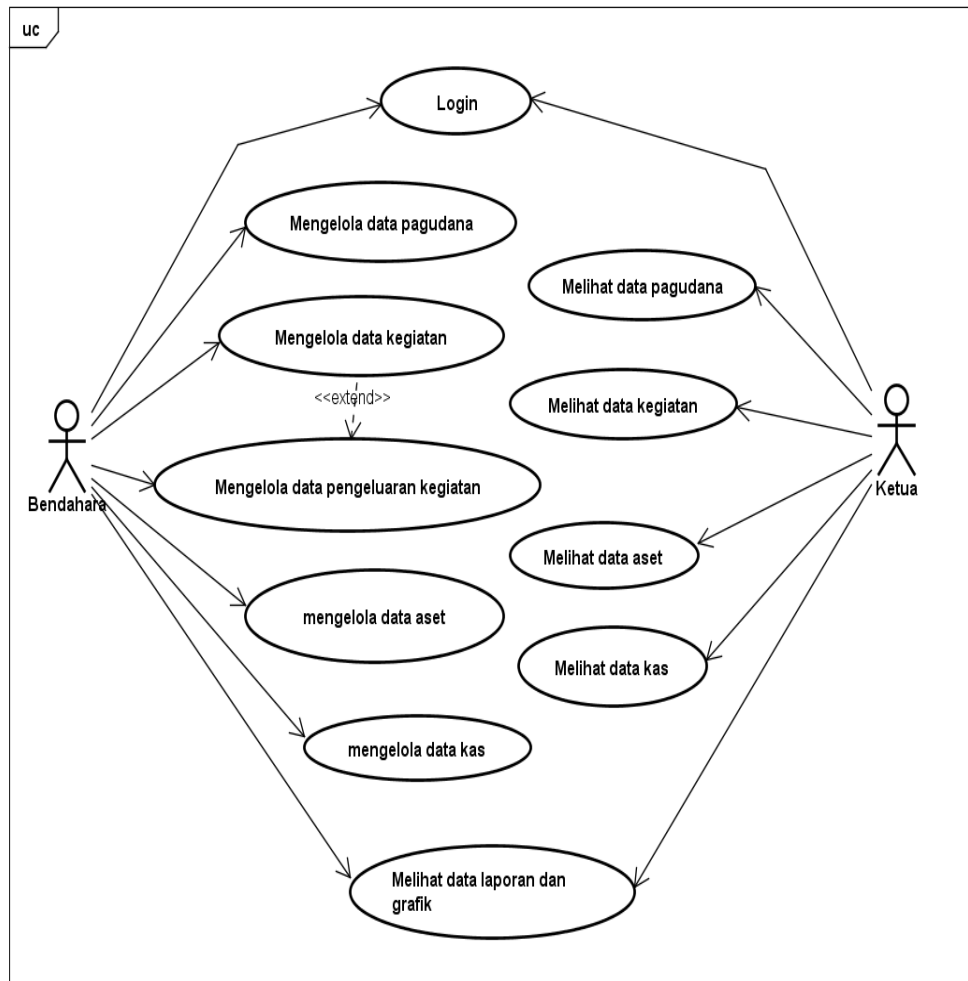 uc
Login
Mengelola data pagudana
Melihat data pagudana
Mengelola data kegiatan
<<extend>>
Melihat data kegiatan
Mengelola data pengeluaran kegiatan
Bendahara
Ketua
Melihat data aset
mengelola data aset
Melihat data kas
mengelola data kas
Melihat data laporan dan
grafik